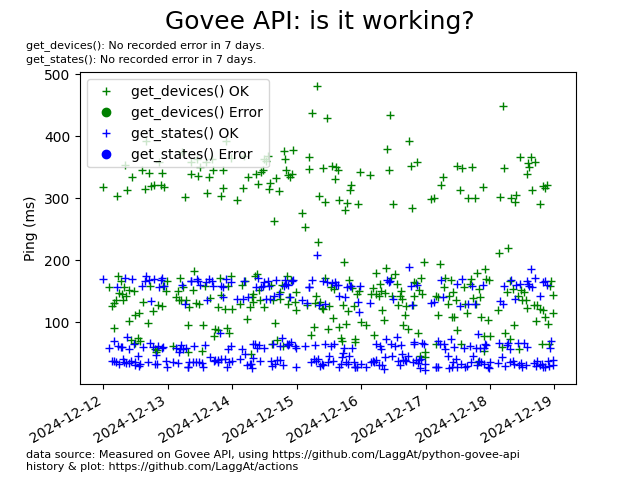 Govee API: is it working?
get_devices(): No recorded error in 7 days.
get_states(): No recorded error in 7 days.
500
400
300
200
100
Ping (ms)
get_devices() OK
get_devices() Error
get_states() OK
get_states() Error
2024-12-12
2024-12-13
2024-12-14
2024-12-15
2024-12-16
2024-12-17
2024-12-18
2024-12-19
data source: Measured on Govee API, using https://github.com/LaggAt/python-govee-api
history & plot: https://github.com/LaggAt/actions